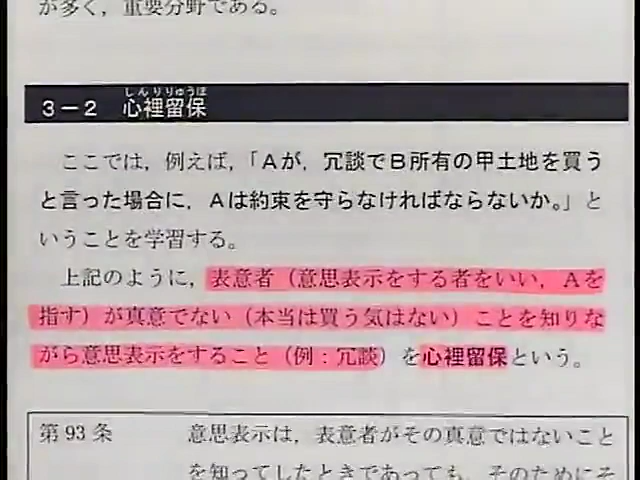 が多く，重要分野である。
しんりりゅうほ
3－2　心裡留保
ここでは，例えば，「Ａが，冗談でＢ所有の甲土地を買う
と言った場合に，Ａは約束を守らなければならないか。」と
いうことを学習する。
上記のように，表意者（意思表示をする者をいい，Ａを
指す）が真意でない（本当は買う気はない）ことを知りな
がら意思表示をすること（例：冗談）を心裡留保という。
第93条　意思表示は，表意者がその真意ではないこと
を知ってしたときであっても，そのためにそ